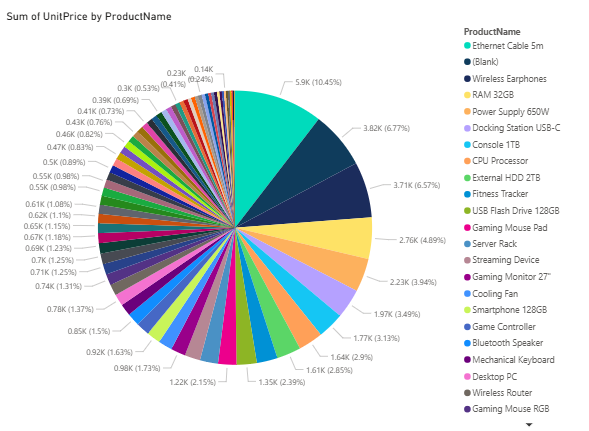 Sum of UnitPrice by ProductName
5.9K (10.45%)
3.82K (6.77%)
3.71K (6.57%)
2.76K (4.89%)
2.23K (3.94%)
1.97K (3.49%)
1.77K (3.13%)
1.64K (2.9%)
1.61K (2.85%)
1.35K (2.39%)
1.22K (2.15%)
0.98K (1.73%)
0.92K (1.63%)
0.85K (1.5%)
0.78K (1.37%)
0.74K (1.31%)
0.71K (1.25%)
0.7K (1.25%)
0.69K (1.23%)
0.67K (1.18%)
0.65K (1.15%)
0.62K (1.1%)
0.61K (1.08%)
0.55K (0.98%)
0.55K (0.98%)
0.5K (0.89%)
0.47K (0.83%)
0.46K (0.82%)
0.43K (0.76%)
0.41K (0.73%)
0.39K (0.69%)
0.3K (0.53%)
0.23K
(0.41%)
0.14K
(0.24%)
ProductName
Ethernet Cable 5m
(Blank)
Wireless Earphones
RAM 32GB
Power Supply 650W
Docking Station USB-C
Console 1TB
CPU Processor
External HDD 2TB
Fitness Tracker
USB Flash Drive 128GB
Gaming Mouse Pad
Server Rack
Streaming Device
Gaming Monitor 27"
Cooling Fan
Smartphone 128GB
Game Controller
Bluetooth Speaker
Mechanical Keyboard
Desktop PC
Wireless Router
Gaming Mouse RGB